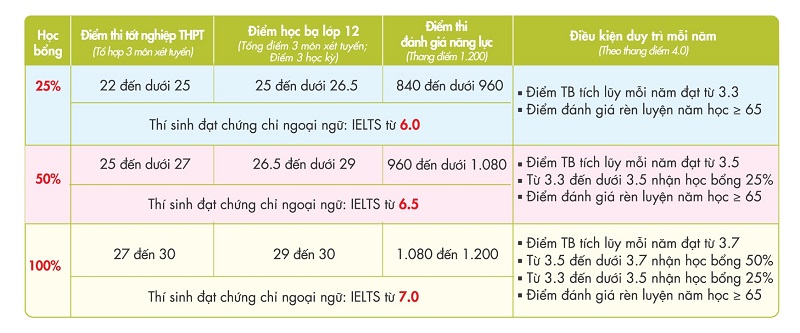 Học bổng
Điểm thi tốt nghiệp THPT
(Tổ hợp 3 môn xét tuyển)
Điểm học bạ lớp 12
(Tổng điểm 3 môn xét tuyển;
Điểm 3 học kỳ)
Điểm thi
đánh giá năng lực
(Thang điểm 1.200)
Điều kiện duy trì mỗi năm
(Theo thang điểm 4.0)
25%
22 đến dưới 25
25 đến dưới 26.5
840 đến dưới 960
Thí sinh đạt chứng chỉ ngoại ngữ: IELTS từ 6.0
▪ Điểm TB tích lũy mỗi năm đạt từ 3.3
▪ Điểm đánh giá rèn luyện năm học ≥ 65
50%
25 đến dưới 27
26.5 đến dưới 29
960 đến dưới 1.080
Thí sinh đạt chứng chỉ ngoại ngữ: IELTS từ 6.5
▪ Điểm TB tích lũy mỗi năm đạt từ 3.5
▪ Từ 3.3 đến dưới 3.5 nhận học bổng 25%
▪ Điểm đánh giá rèn luyện năm học ≥ 65
100%
27 đến 30
29 đến 30
1.080 đến 1.200
Thí sinh đạt chứng chỉ ngoại ngữ: IELTS từ 7.0
▪ Điểm TB tích lũy mỗi năm đạt từ 3.7
▪ Từ 3.5 đến dưới 3.7 nhận học bổng 50%
▪ Từ 3.3 đến dưới 3.5 nhận học bổng 25%
▪ Điểm đánh giá rèn luyện năm học ≥ 65